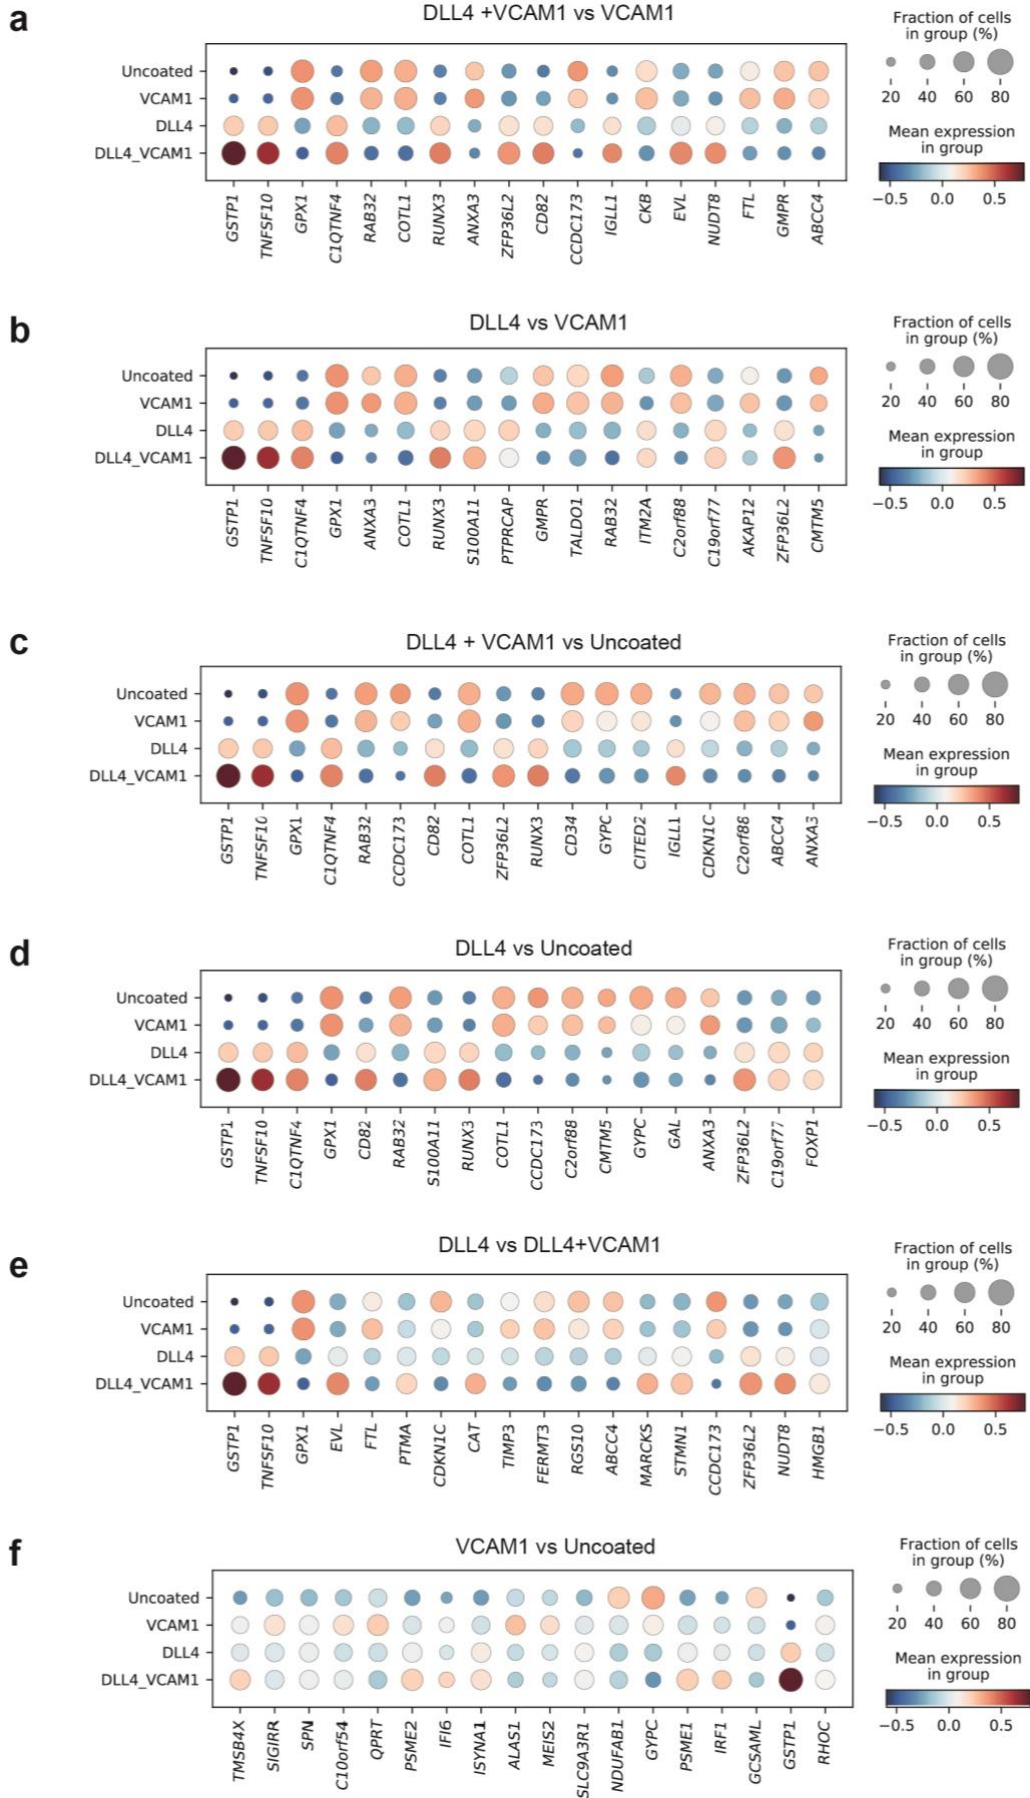 a
DLL4 +VCAM1 vs VCAM1
Uncoated
VCAM1
DLL4
DLL4_VCAM1
GSTP1
TNFSF10
GPX1
C1QTNF4
RAB32
COTL1
RUNX3
ANXA3
ZFP36L2
CD82
CCDC173
IGLL1
CKB
EVL
NUDT8
FTL
GMPR
ABCC4
Fraction of cells
in group (%)
20 40 60 80
Mean expression
in group
−0.5 0.0 0.5
b
DLL4 vs VCAM1
Uncoated
VCAM1
DLL4
DLL4_VCAM1
GSTP1
TNFSF10
C1QTNF4
GPX1
ANXA3
COTL1
RUNX3
S100A11
PTPRCAP
GMPR
TALDO1
RAB32
ITM2A
C2orf88
C19orf77
AKAP12
ZFP36L2
CMTM5
Fraction of cells
in group (%)
20 40 60 80
Mean expression
in group
−0.5 0.0 0.5
c
DLL4 + VCAM1 vs Uncoated
Uncoated
VCAM1
DLL4
DLL4_VCAM1
GSTP1
TNFSF10
GPX1
C1QTNF4
RAB32
CCDC173
CD82
COTL1
ZFP36L2
RUNX3
CD34
GYPC
CITED2
IGLL1
CDKN1C
C2orf88
ABCC4
ANXA3
Fraction of cells
in group (%)
20 40 60 80
Mean expression
in group
−0.5 0.0 0.5
d
DLL4 vs Uncoated
Uncoated
VCAM1
DLL4
DLL4_VCAM1
GSTP1
TNFSF10
C1QTNF4
GPX1
CD82
RAB32
S100A11
RUNX3
COTL1
CCDC173
C2orf88
CMTM5
GYPC
GAL
ANXA3
ZFP36L2
C19orf77
FOXP1
Fraction of cells
in group (%)
20 40 60 80
Mean expression
in group
−0.5 0.0 0.5
e
DLL4 vs DLL4+VCAM1
Uncoated
VCAM1
DLL4
DLL4_VCAM1
GSTP1
TNFSF10
GPX1
EVL
FTL
PTMA
CDKN1C
CAT
TIMP3
FERMT3
RGS10
ABCC4
MARCKS
STMN1
CCDC173
ZFP36L2
NUDT8
HMGB1
Fraction of cells
in group (%)
20 40 60 80
Mean expression
in group
−0.5 0.0 0.5
f
VCAM1 vs Uncoated
Uncoated
VCAM1
DLL4
DLL4_VCAM1
TMSB4X
SIGIRR
SPN
C10orf54
QPRT
PSME2
IFI6
ISYNA1
ALAS1
MEIS2
SLC9A3R1
NDUFAB1
GYPC
PSME1
IRF1
GCSAML
GSTP1
RHOC
Fraction of cells
in group (%)
20 40 60 80
Mean expression
in group
−0.5 0.0 0.5